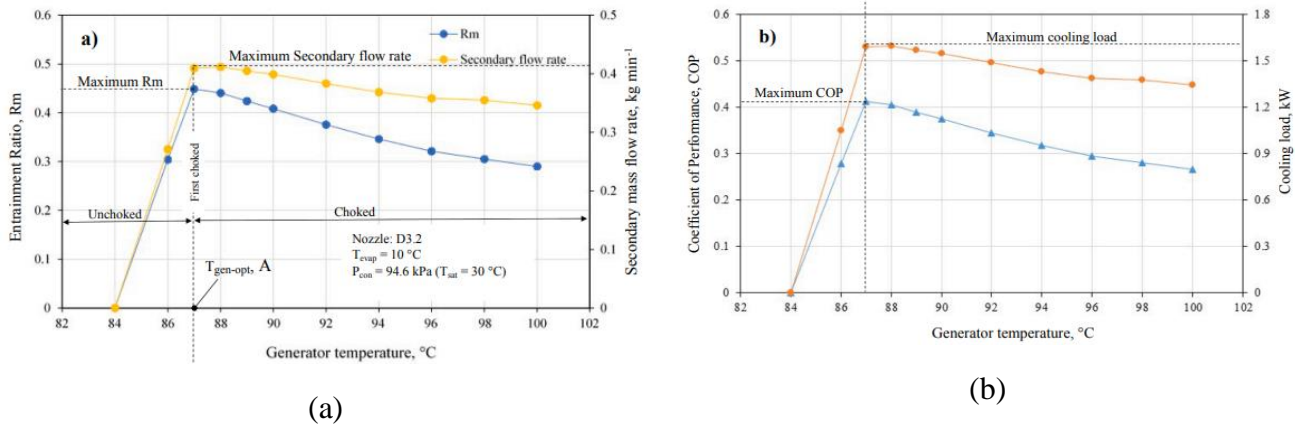 a)
Rm
Secondary flow rate
Maximum Secondary flow rate
Maximum Rm
First choked
Unchoked
Choked
Nozzle: D3.2
Tevap = 10 °C
Pcon = 94.6 kPa (Tsat = 30 °C)
Tgen-opt, A
Entrainment Ratio, Rm
0.6
0.5
0.4
0.3
0.2
0.1
0
Secondary mass flow rate, kg min⁻¹
0.5
0.4
0.3
0.2
0.1
0
82 84 86 88 90 92 94 96 98 100 102
Generator temperature, °C
(a)
b)
Maximum cooling load
Maximum COP
Coefficient of Performance, COP
0.6
0.5
0.4
0.3
0.2
0.1
0
Cooling load, kW
1.8
1.5
1.2
0.9
0.6
0.3
0
82 84 86 88 90 92 94 96 98 100 102
Generator temperature, °C
(b)